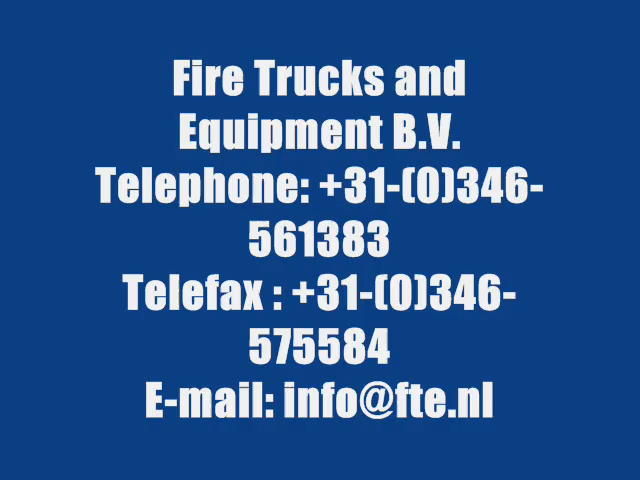 Fire Trucks and
Equipment B.V.
Telephone: +31-(0)346-
561383
Telefax : +31-(0)346-
575584
E-mail: info@fte.nl